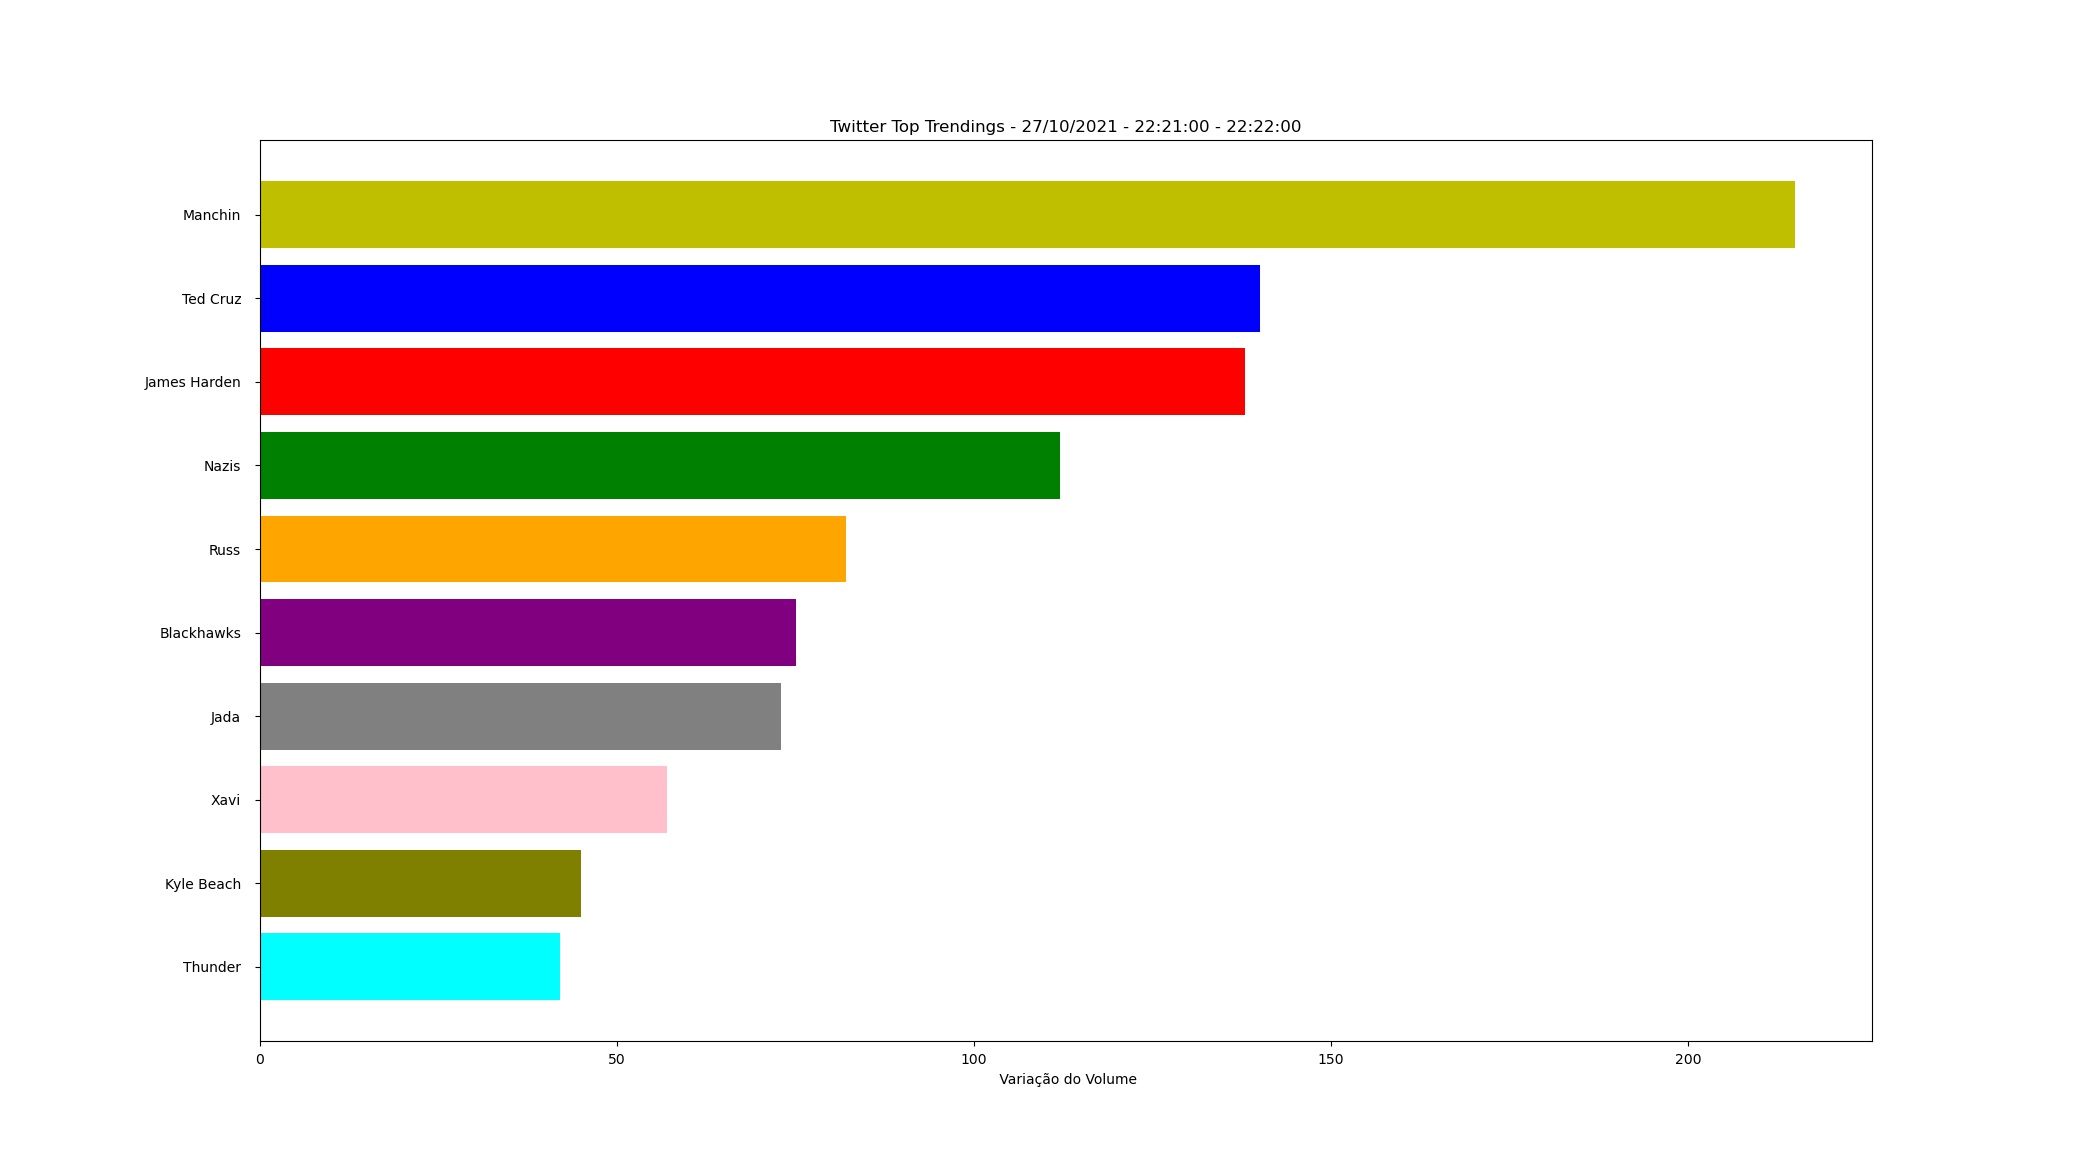 Twitter Top Trendings - 27/10/2021 - 22:21:00 - 22:22:00
Manchin
Ted Cruz
James Harden
Nazis
Russ
Blackhawks
Jada
Xavi
Kyle Beach
Thunder
0 50 100 150 200
Variação do Volume